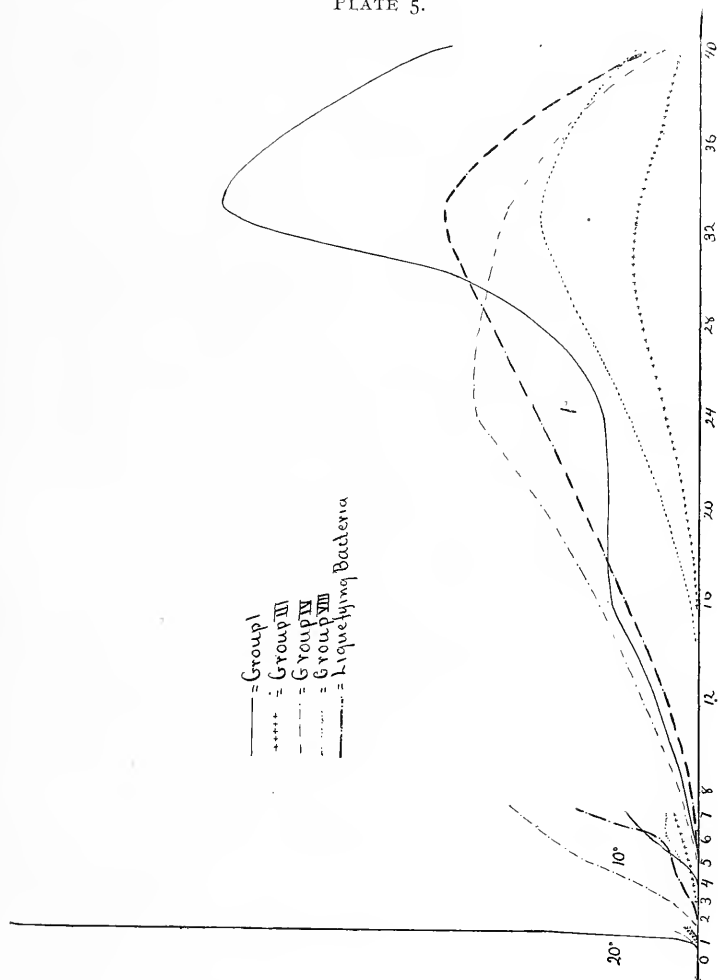 PLATE 5.
= Group I
= Group III
= Group IV
= Group VIII
= Liquefying Bacteria
20°
10°
1°
0 1 2 3 4 5 6 7 8 12 16 20 24 28 32 36 40